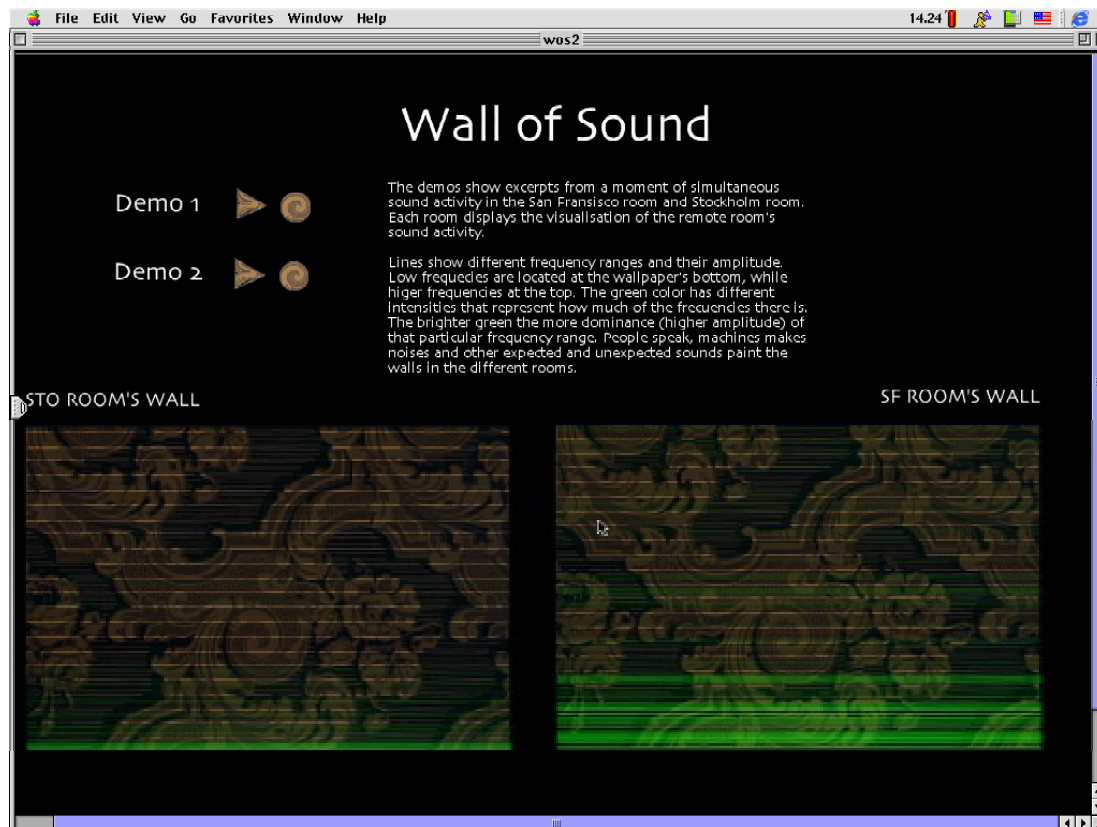 File Edit View Go Favorites Window Help
14.24
wos2
Wall of Sound
Demo 1
Demo 2
The demos show excerpts from a moment of simultaneous
sound activity in the San Fransisco room and Stockholm room.
Each room displays the visualisation of the remote room's
sound activity.
Lines show different frequency ranges and their amplitude.
Low frequecies are located at the wallpaper's bottom, while
higer frequencies at the top. The green color has different
intensities that represent how much of the frecuencies there is.
The brighter green the more dominance (higher amplitude) of
that particular frequency range. People speak, machines makes
noises and other expected and unexpected sounds paint the
walls in the different rooms.
STO ROOM'S WALL
SF ROOM'S WALL